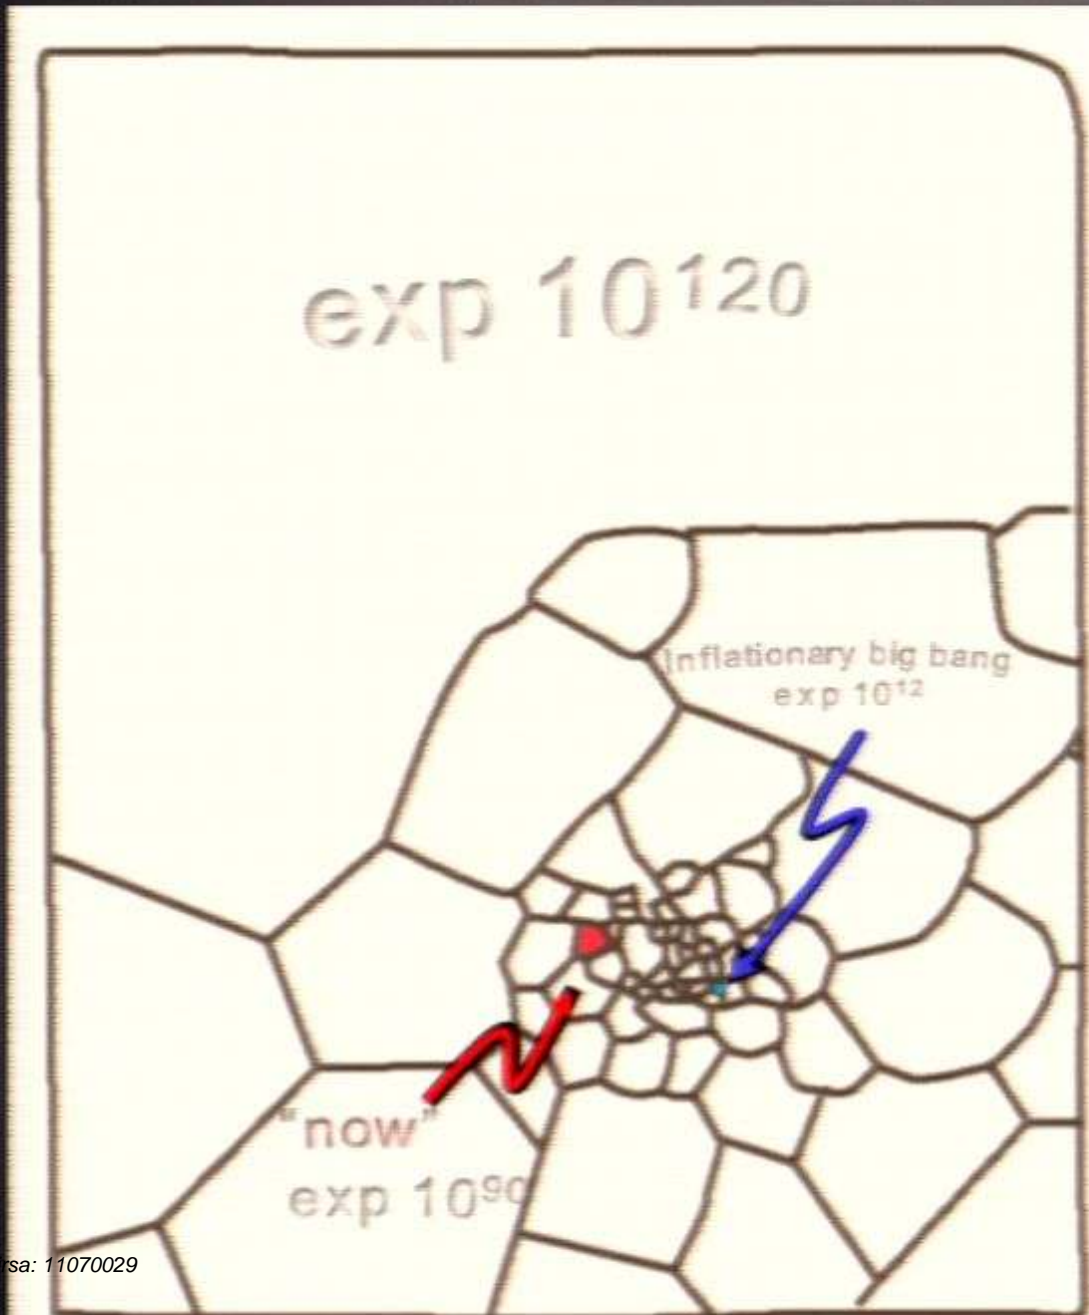 exp 10¹²⁰
Inflationary big bang
exp 10¹²
"now"
exp 10⁹⁰
rsa: 11070029